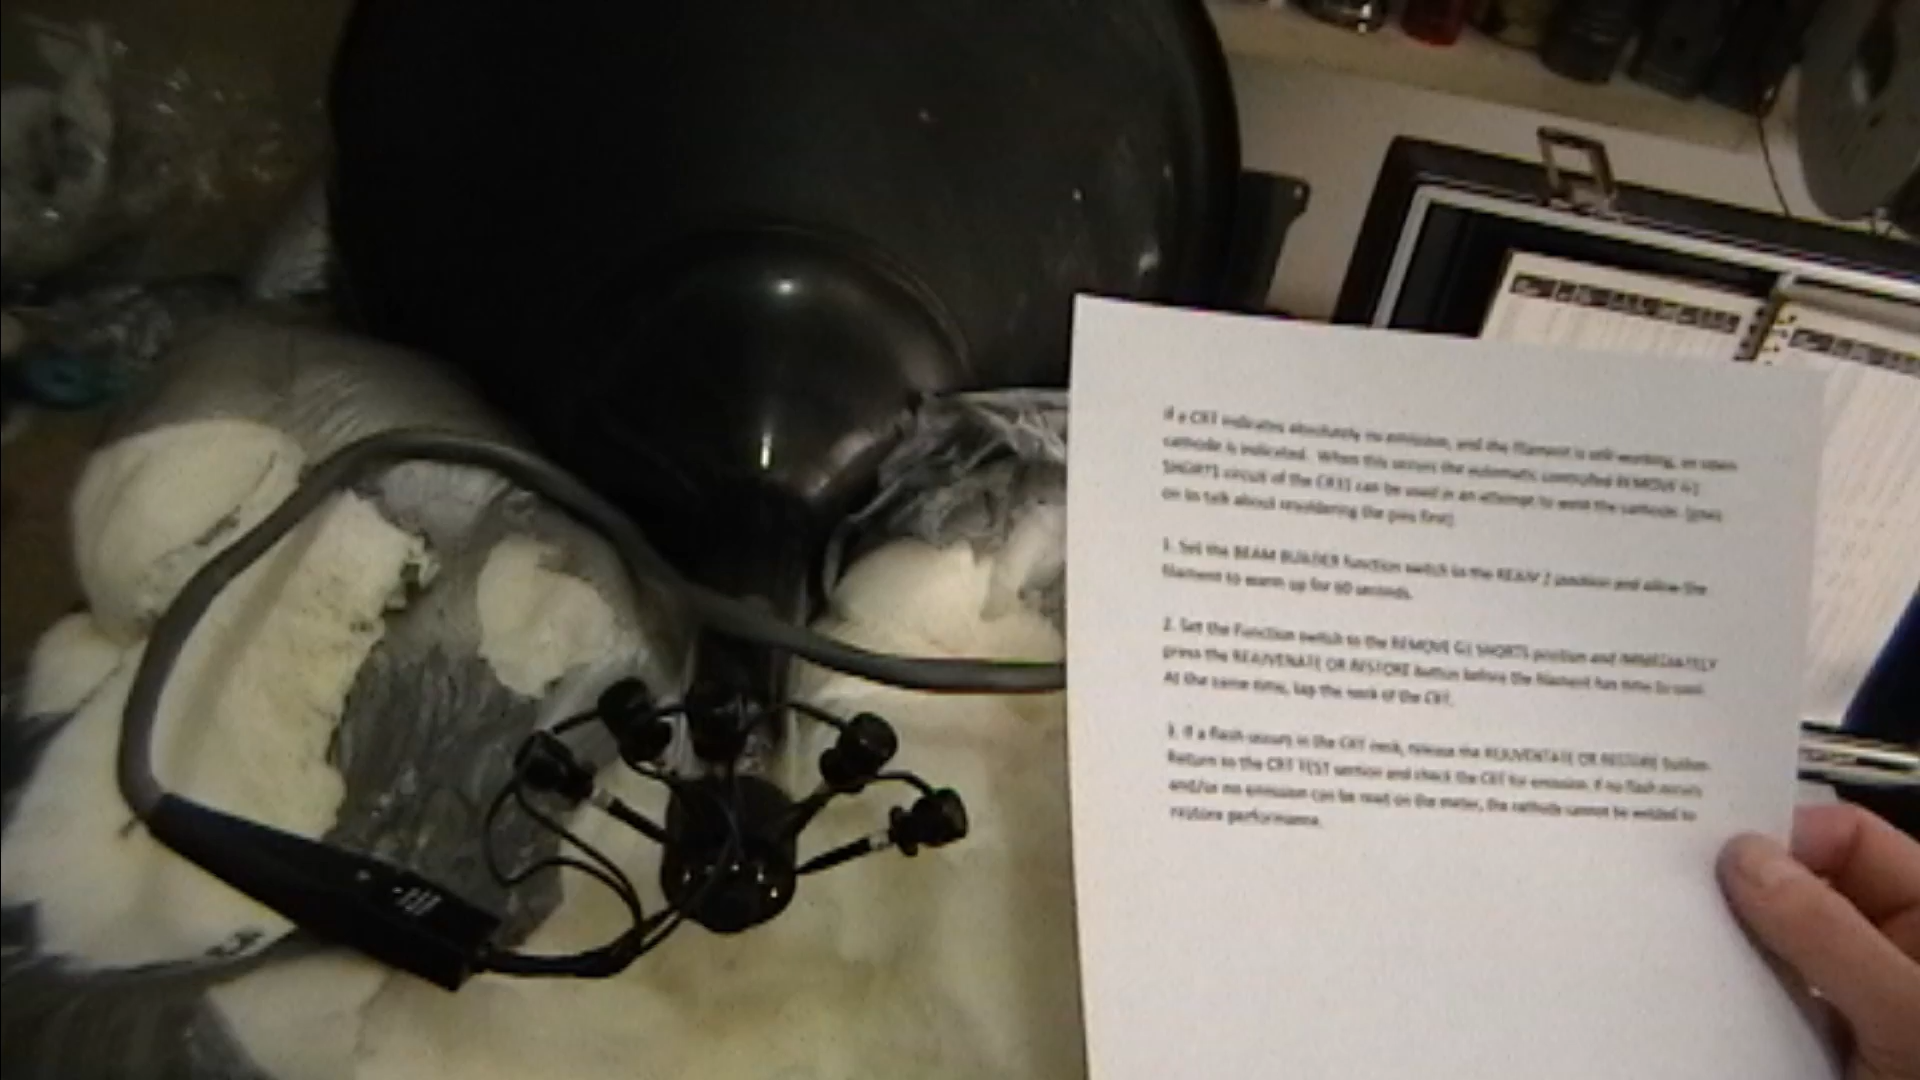 If a CRT indicates absolutely no emission, and the filament is still working, an open
cathode is indicated. When this occurs the automatic controlled REMOVE G1
SHORTS circuit of the CR31 can be used in an attempt to weld the cathode. (goes
on to talk about resoldering the pins first)
1. Set the BEAM BUILDER function switch to the REJUV 2 position and allow the
filament to warm up for 60 seconds.
2. Set the Function switch to the REMOVE G1 SHORTS position and IMMEDIATELY
press the REJUVENATE OR RESTORE button before the filament has time to cool.
At the same time, tap the neck of the CRT.
3. If a flash occurs in the CRT neck, release the REJUVENTATE OR RESTORE button.
Return to the CRT TEST section and check the CRT for emission. If no flash occurs
and/or no emission can be read on the meter, the cathode cannot be welded to
restore performance.